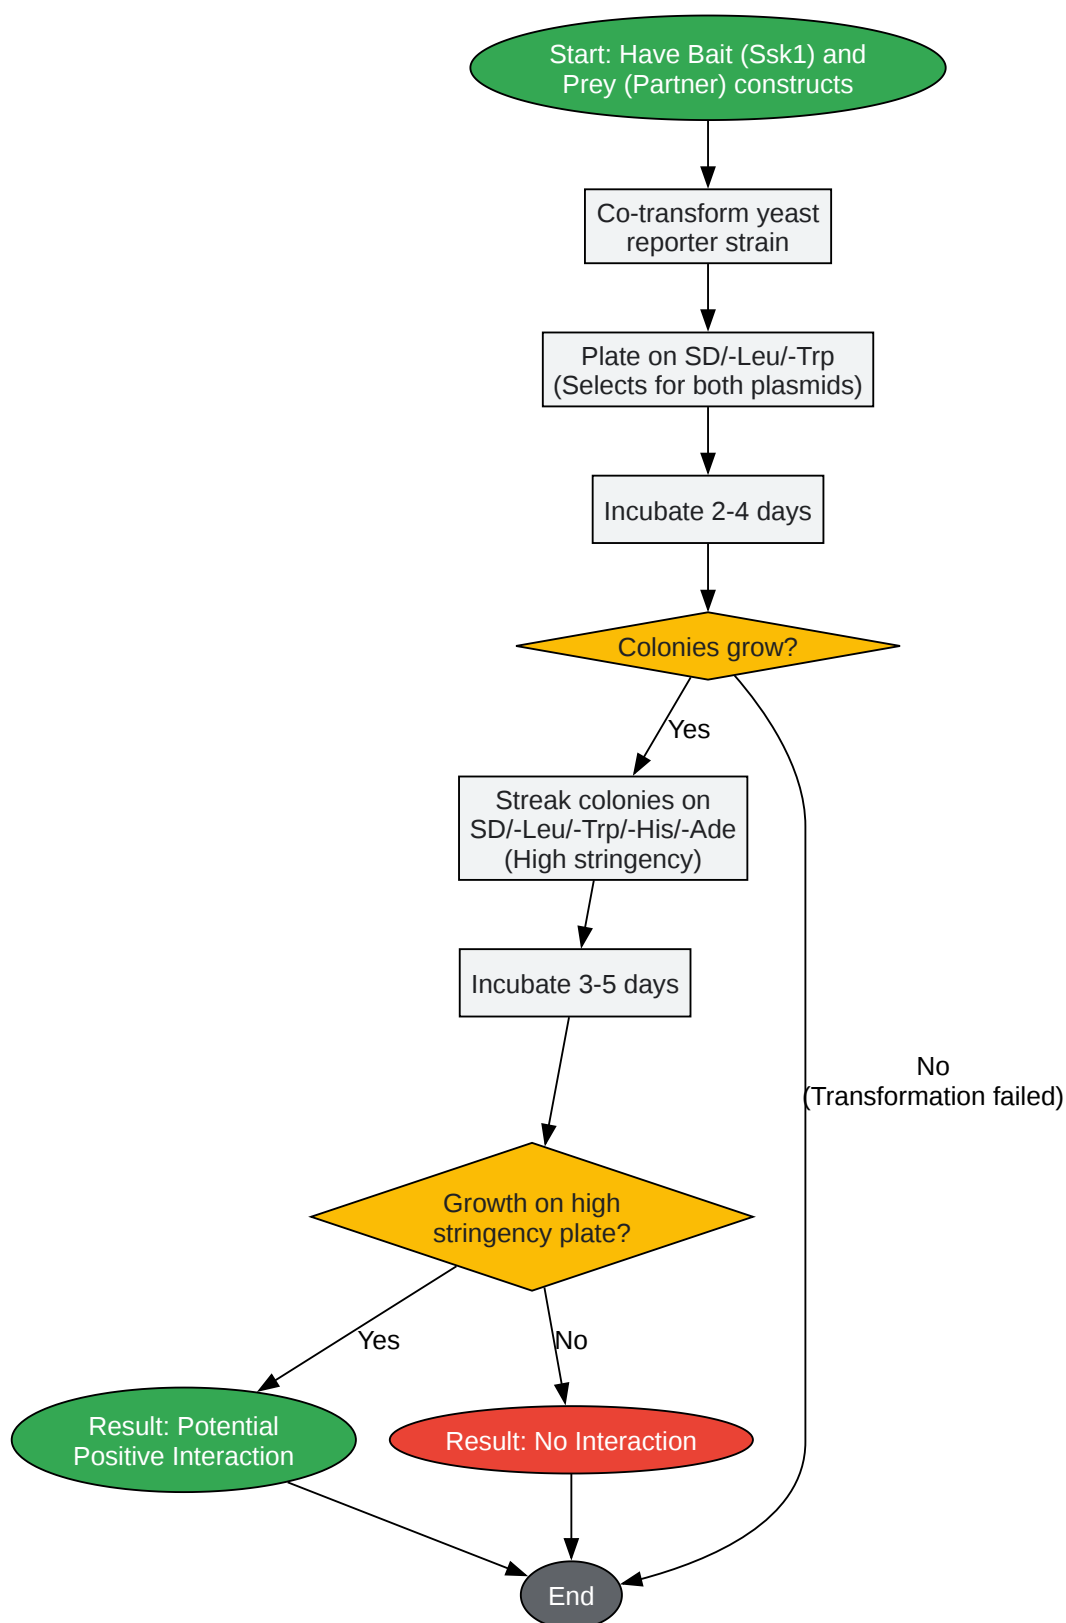 Start: Have Bait (Ssk1) and
Prey (Partner) constructs
Co-transform yeast
reporter strain
Plate on SD/-Leu/-Trp
(Selects for both plasmids)
Incubate 2-4 days
Colonies grow?
Yes
Streak colonies on
SD/-Leu/-Trp/-His/-Ade
(High stringency)
Incubate 3-5 days
No
(Transformation failed)
Growth on high
stringency plate?
Yes
No
Result: Potential
Positive Interaction
Result: No Interaction
End